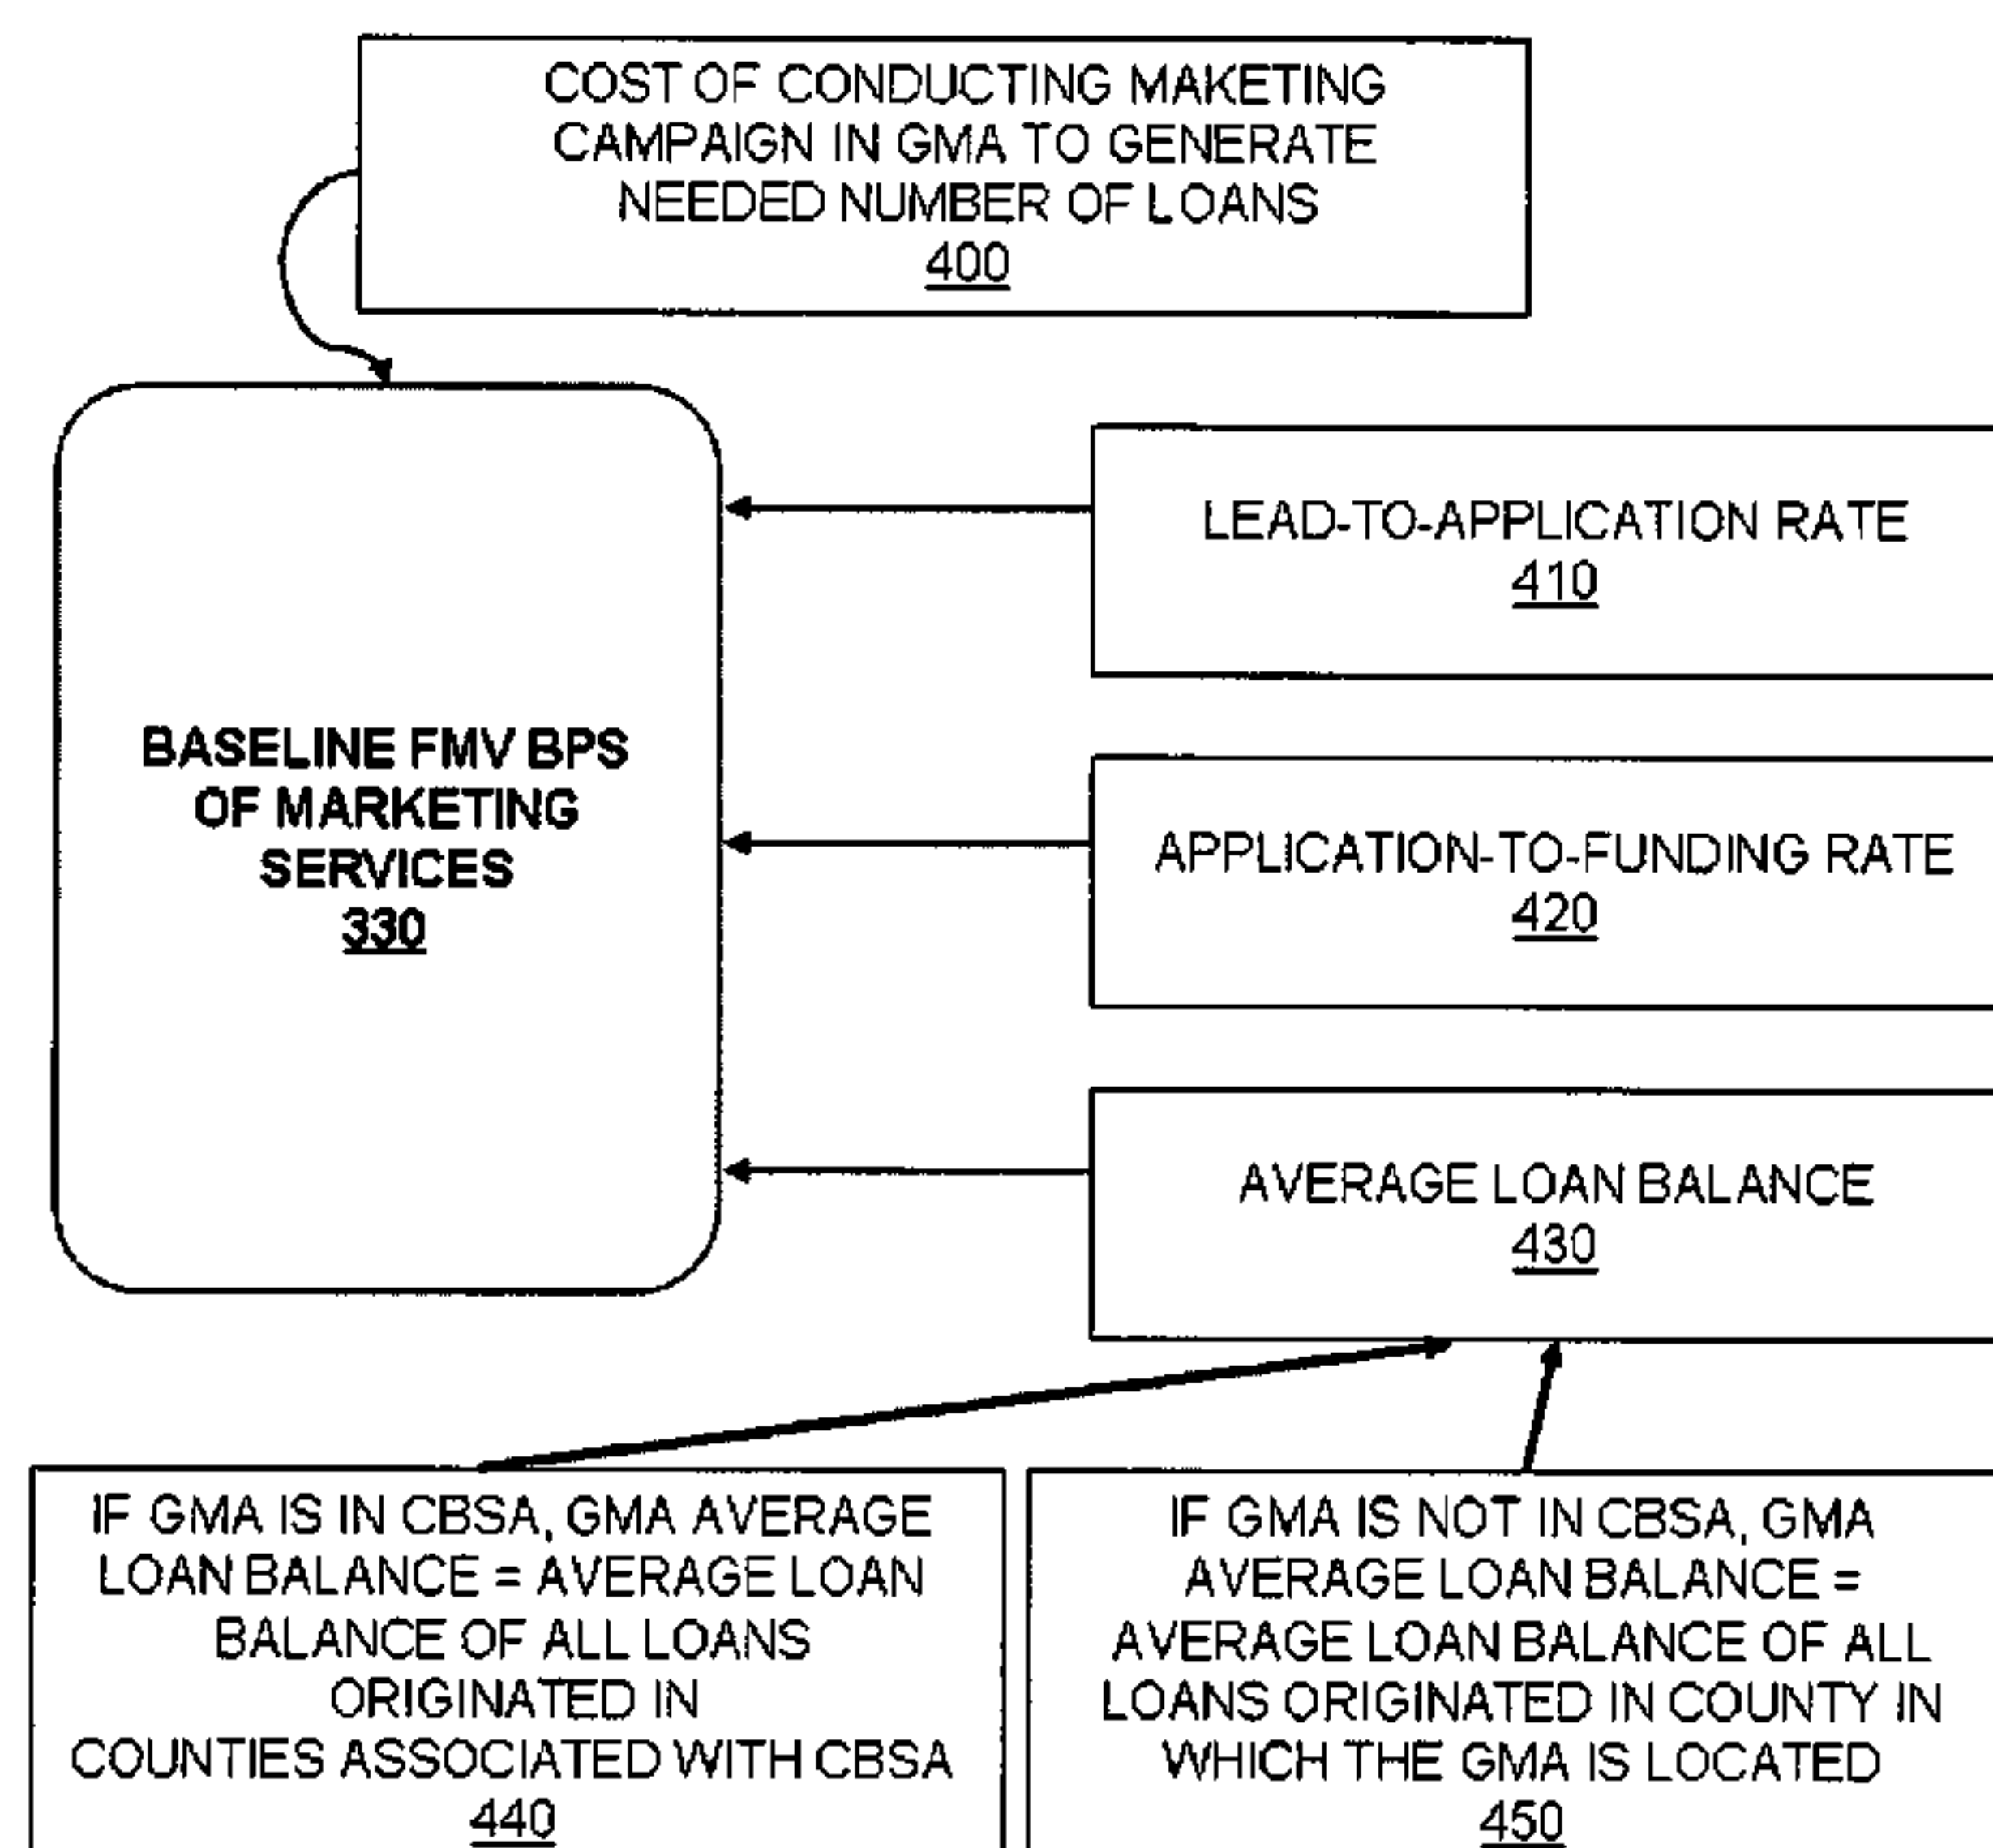 COST OF CONDUCTING MAKETING
CAMPAIGN IN GMA TO GENERATE
NEEDED NUMBER OF LOANS
400
BASELINE FMV BPS
OF MARKETING
SERVICES
330
LEAD-TO-APPLICATION RATE
410
APPLICATION-TO-FUNDING RATE
420
AVERAGE LOAN BALANCE
430
IF GMA IS IN CBSA, GMA AVERAGE
LOAN BALANCE = AVERAGE LOAN
BALANCE OF ALL LOANS
ORIGINATED IN
COUNTIES ASSOCIATED WITH CBSA
440
IF GMA IS NOT IN CBSA, GMA
AVERAGE LOAN BALANCE =
AVERAGE LOAN BALANCE OF ALL
LOANS ORIGINATED IN COUNTY IN
WHICH THE GMA IS LOCATED
450